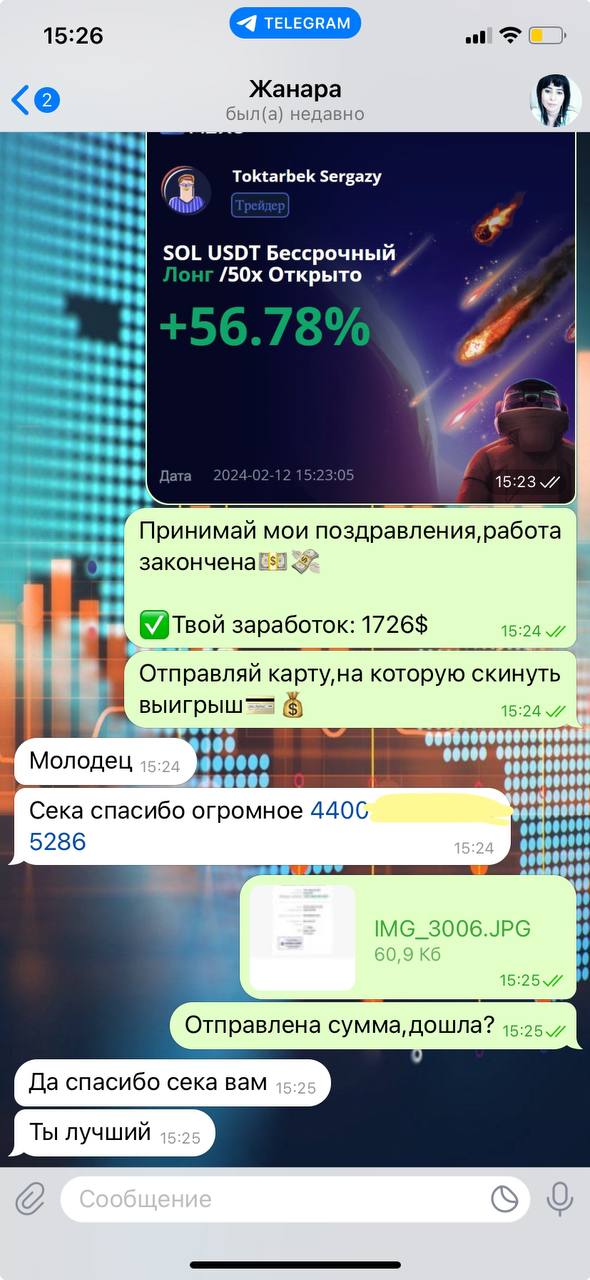 15:26
TELEGRAM
2
Жанара
был(а) недавно
Toktarbek Sergazy
Трейдер
SOL USDT Бессрочный
Лонг /50x Открыто
+56.78%
Дата 2024-02-12 15:23:05
15:23
Принимай мои поздравления,работа
закончена💵💸
✅Твой заработок: 1726$
15:24
Отправляй карту,на которую скинуть
выигрыш💳💰
15:24
Молодец 15:24
Сека спасибо огромное 4400
5286
15:24
IMG_3006.JPG
60,9 Кб
15:25
Отправлена сумма,дошла? 15:25
Да спасибо сека вам 15:25
Ты лучший 15:25
Сообщение